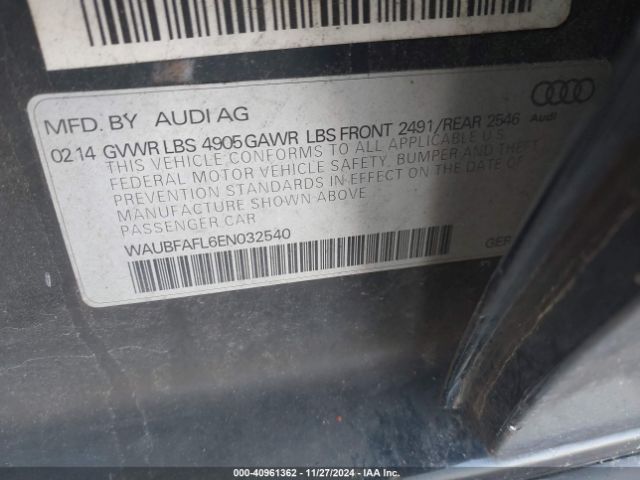 MFD. BY AUDI AG
Audi
02 14 GVWR LBS 4905 GAWR LBS FRONT 2491/REAR 2546
THIS VEHICLE CONFORMS TO ALL APPLICABLE U.S.
FEDERAL MOTOR VEHICLE SAFETY, BUMPER AND THEFT
PREVENTION STANDARDS IN EFFECT ON THE DATE OF
MANUFACTURE SHOWN ABOVE
PASSENGER CAR
WAUBFAFL6EN032540
GER
000-40961362 - 11/27/2024 - IAA Inc.